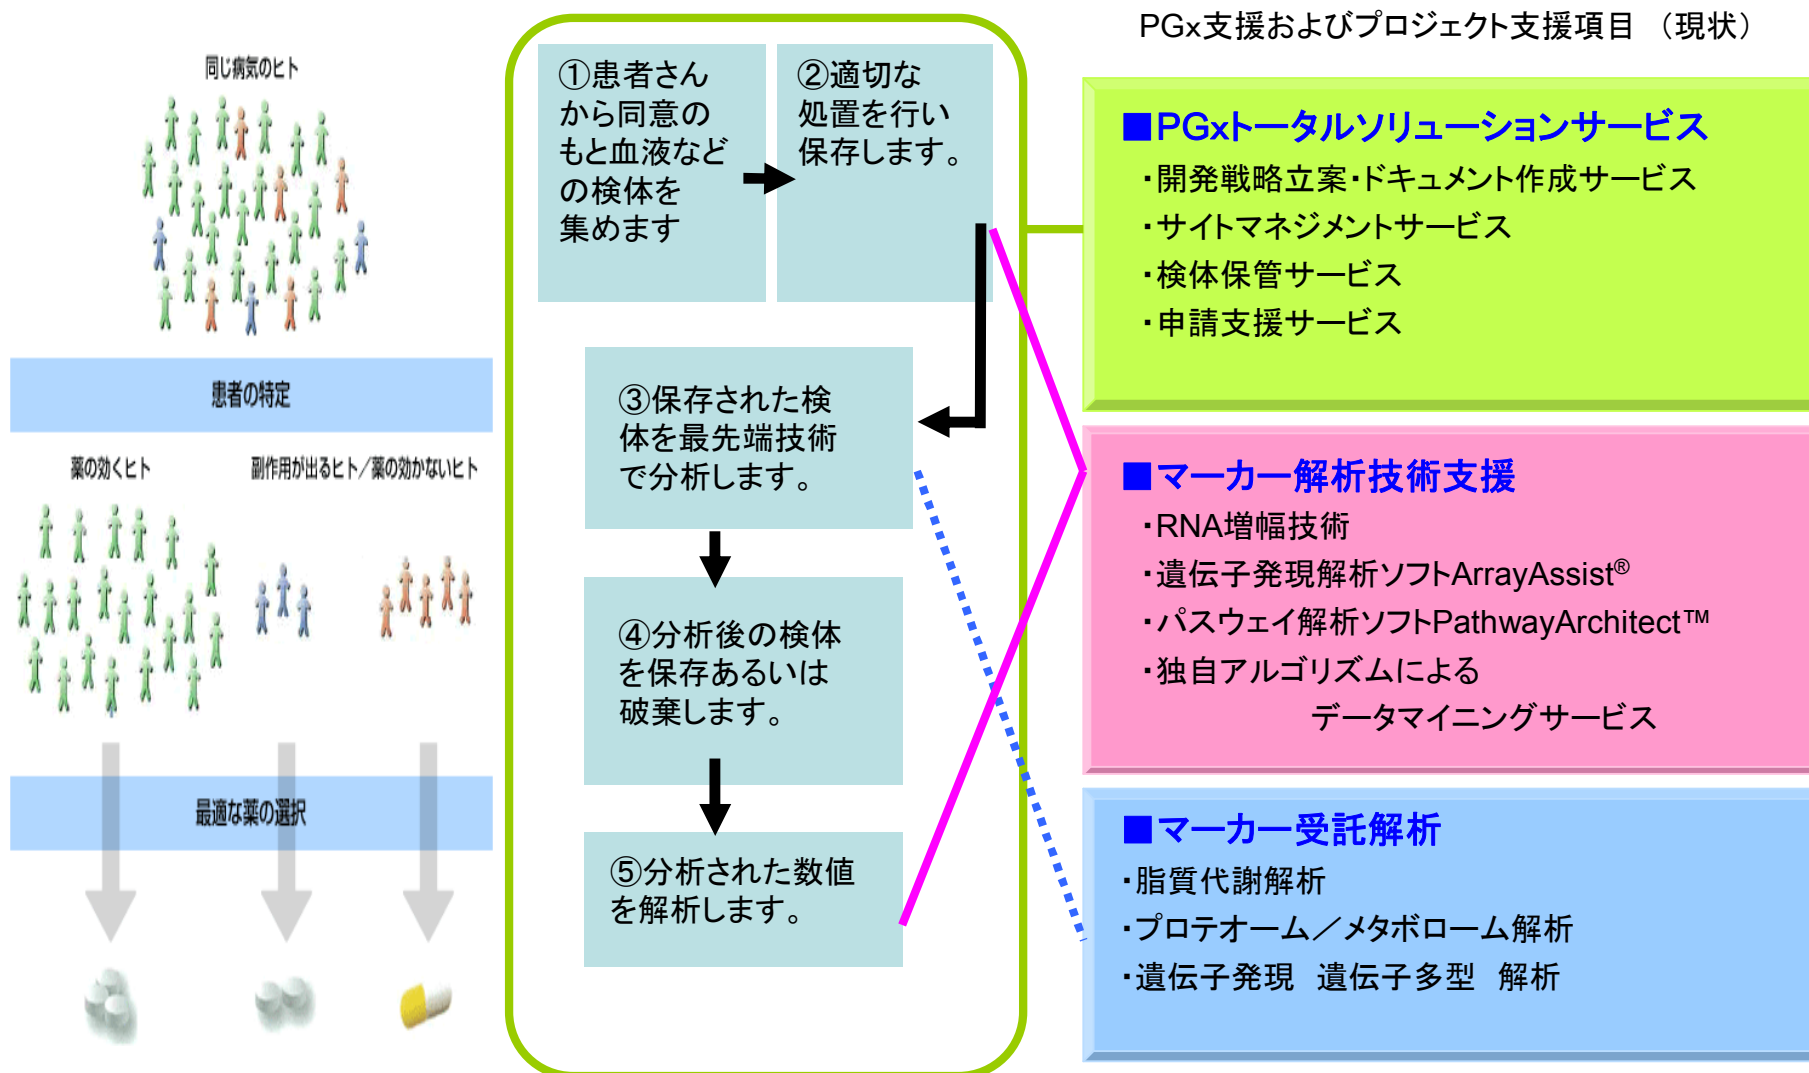 同じ病気のヒト
患者の特定
薬の効くヒト
副作用が出るヒト／薬の効かないヒト
最適な薬の選択
①患者さん
から同意の
もと血液など
の検体を
集めます
②適切な
処置を行い
保存します。
③保存された検
体を最先端技術
で分析します。
④分析後の検体
を保存あるいは
破棄します。
⑤分析された数値
を解析します。
PGx支援およびプロジェクト支援項目　（現状）
■PGxトータルソリューションサービス
・開発戦略立案・ドキュメント作成サービス
・サイトマネジメントサービス
・検体保管サービス
・申請支援サービス
■マーカー解析技術支援
・RNA増幅技術
・遺伝子発現解析ソフトArrayAssist®
・パスウェイ解析ソフトPathwayArchitect™
・独自アルゴリズムによる
データマイニングサービス
■マーカー受託解析
・脂質代謝解析
・プロテオーム／メタボローム解析
・遺伝子発現　遺伝子多型　解析